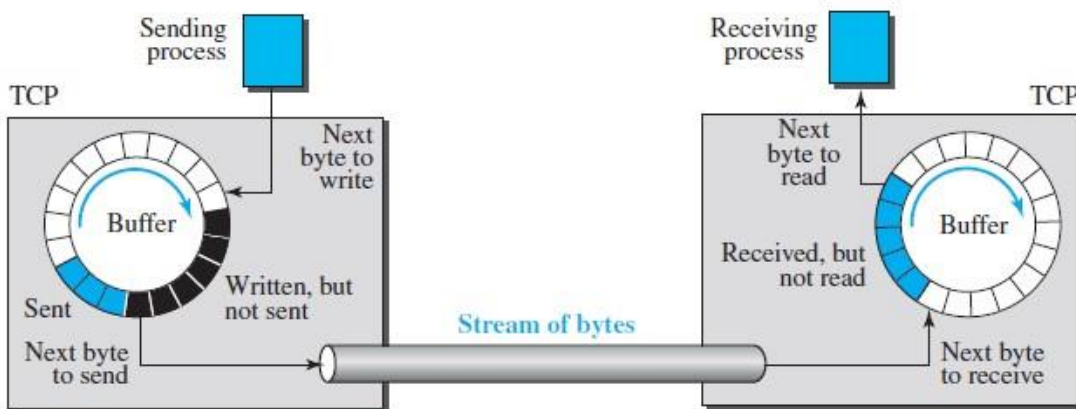 Sending
process
Receiving
process
TCP
TCP
Next
byte to
write
Next
byte to
read
Buffer
Buffer
Sent
Written, but
not sent
Received, but
not read
Stream of bytes
Next byte
to send
Next byte
to receive